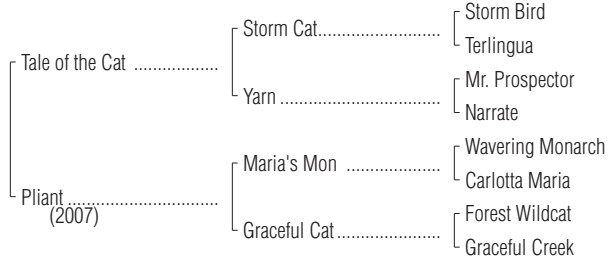 Storm Bird
Storm Cat..............................
Terlingua
Tale of the Cat ....................
Mr. Prospector
Yarn ........................................
Narrate
Wavering Monarch
Maria's Mon .......................
Carlotta Maria
Pliant.....................................
(2007)
Forest Wildcat
Graceful Cat.........................
Graceful Creek